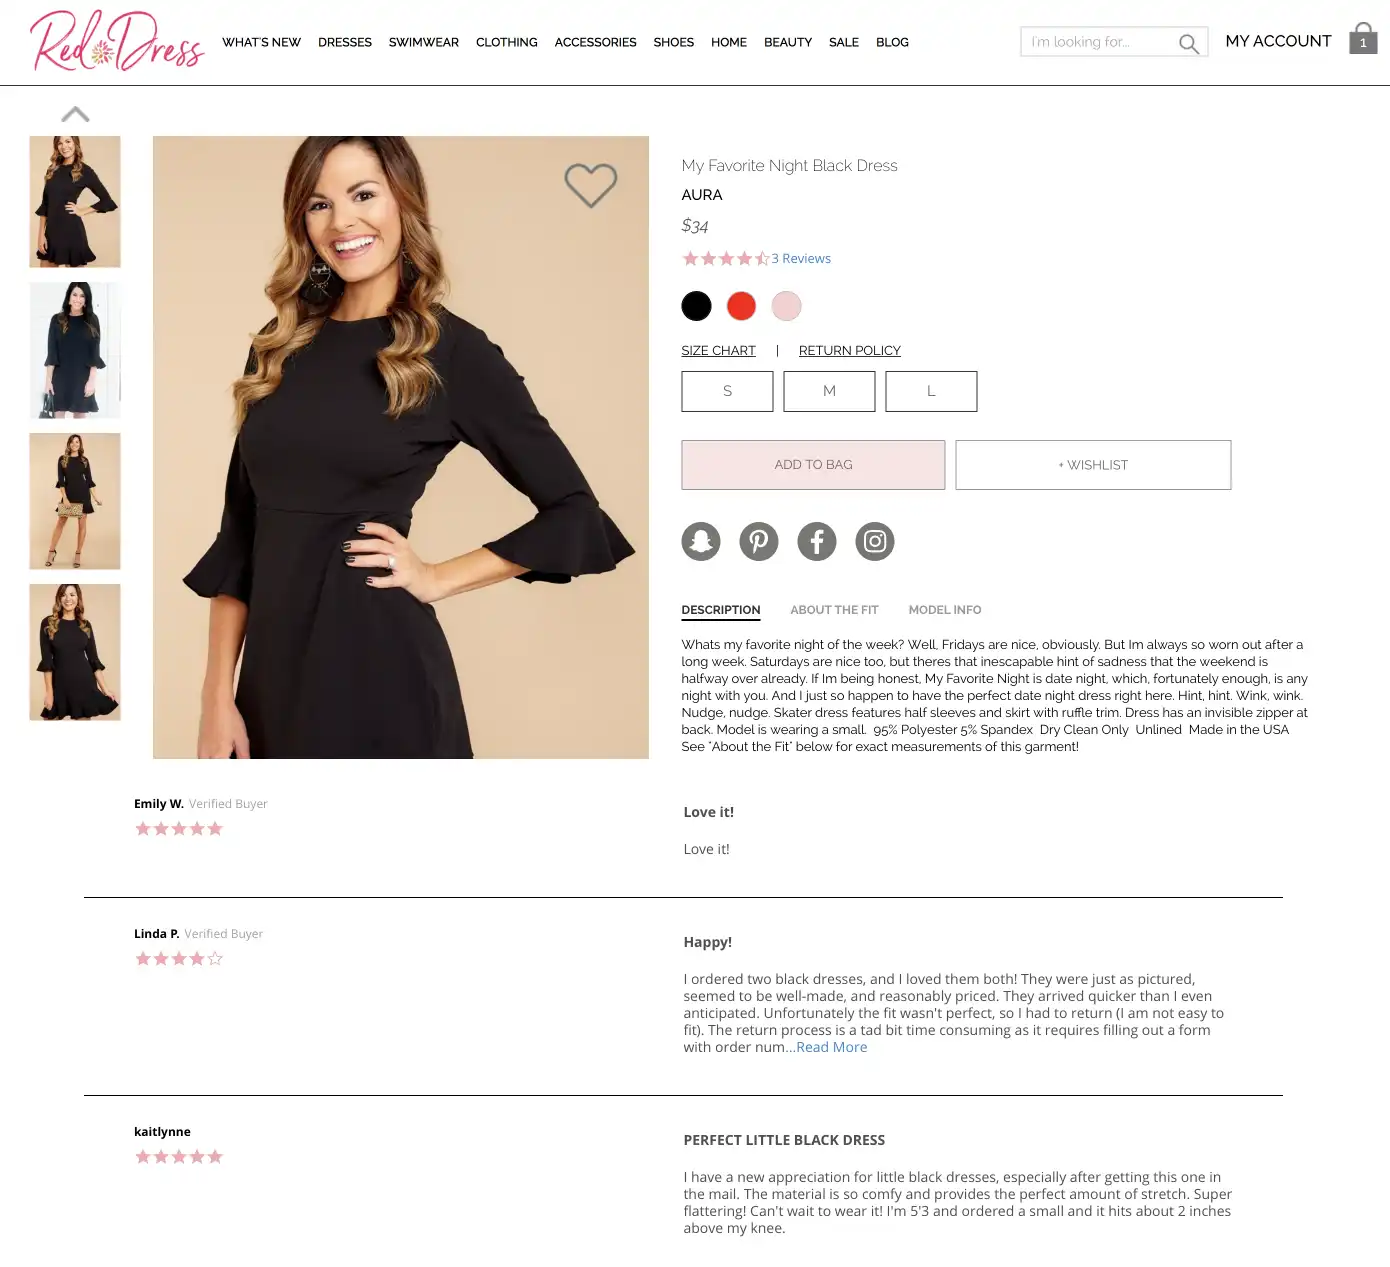 Red Dress
WHAT'S NEW DRESSES SWIMWEAR CLOTHING ACCESSORIES SHOES HOME BEAUTY SALE BLOG
I'm looking for...
MY ACCOUNT
1
My Favorite Night Black Dress
AURA
$34
3 Reviews
SIZE CHART | RETURN POLICY
S M L
ADD TO BAG
+ WISHLIST
DESCRIPTION ABOUT THE FIT MODEL INFO
Whats my favorite night of the week? Well, Fridays are nice, obviously. But Im always so worn out after a
long week. Saturdays are nice too, but theres that inescapable hint of sadness that the weekend is
halfway over already. If Im being honest, My Favorite Night is date night, which, fortunately enough, is any
night with you. And I just so happen to have the perfect date night dress right here. Hint, hint. Wink, wink.
Nudge, nudge. Skater dress features half sleeves and skirt with ruffle trim. Dress has an invisible zipper at
back. Model is wearing a small. 95% Polyester 5% Spandex Dry Clean Only Unlined Made in the USA
See "About the Fit" below for exact measurements of this garment!
Emily W. Verified Buyer
Love it!
Love it!
Linda P. Verified Buyer
Happy!
I ordered two black dresses, and I loved them both! They were just as pictured,
seemed to be well-made, and reasonably priced. They arrived quicker than I even
anticipated. Unfortunately the fit wasn't perfect, so I had to return (I am not easy to
fit). The return process is a tad bit time consuming as it requires filling out a form
with order num...Read More
kaitlynne
PERFECT LITTLE BLACK DRESS
I have a new appreciation for little black dresses, especially after getting this one in
the mail. The material is so comfy and provides the perfect amount of stretch. Super
flattering! Can't wait to wear it! I'm 5'3 and ordered a small and it hits about 2 inches
above my knee.